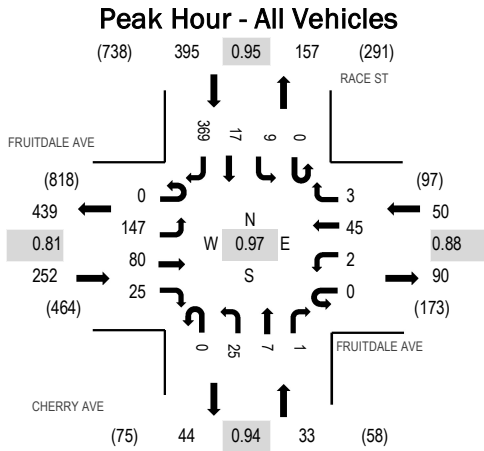 Peak Hour - All Vehicles
(738) 395 0.95 157 (291)
RACE ST
369 17 9 0
FRUITDALE AVE
(818) (97)
0 3
439 50
147 45
N
0.81 W 0.97 E 0.88
80 2
S
252 90
25 0
(464) (173)
0 25 7 1
FRUITDALE AVE
CHERRY AVE
(75) 44 0.94 33 (58)